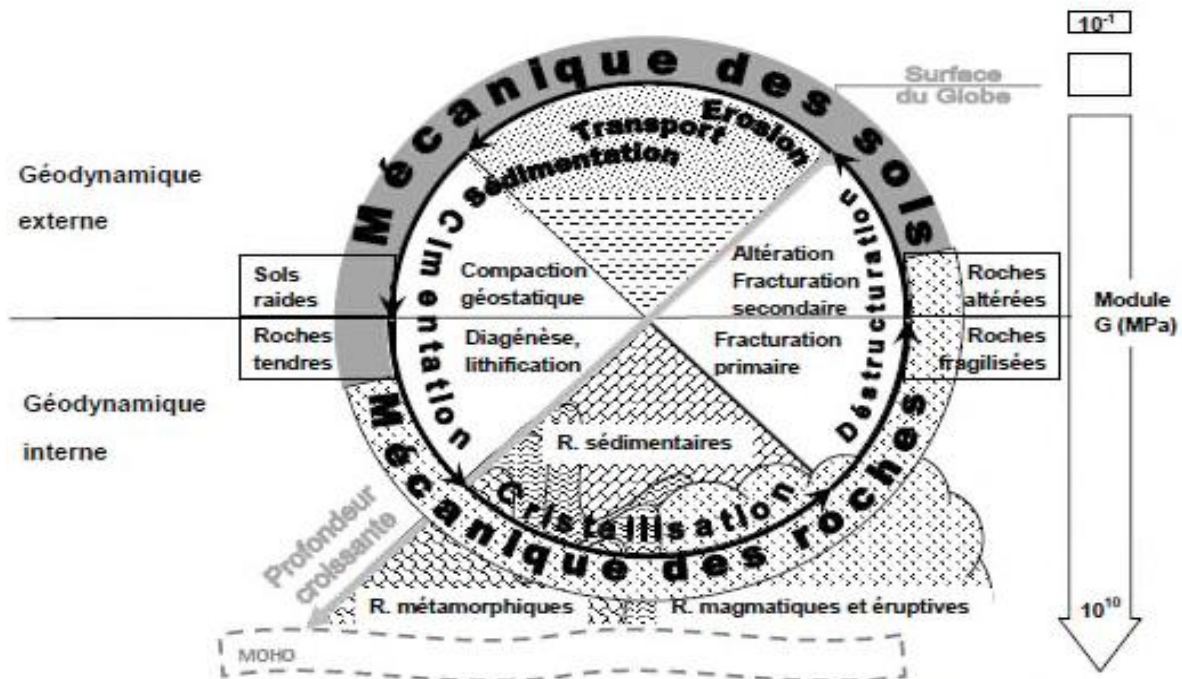 10⁻¹
Mécanique des sols
Surface
du Globe
Erosion
Transport
Sédimentation
Géodynamique
externe
Cimentation
Déstructuration
Sols
raides
Compaction
géostatique
Altération
Fracturation
secondaire
Roches
altérées
Module
G (MPa)
Roches
tendres
Diagénèse,
lithification
Fracturation
primaire
Roches
fragilisées
Géodynamique
interne
R. sédimentaires
Cristallisation
Mécanique des roches
Profondeur
croissante
R. métamorphiques
R. magmatiques et éruptives
10¹⁰
MOHO